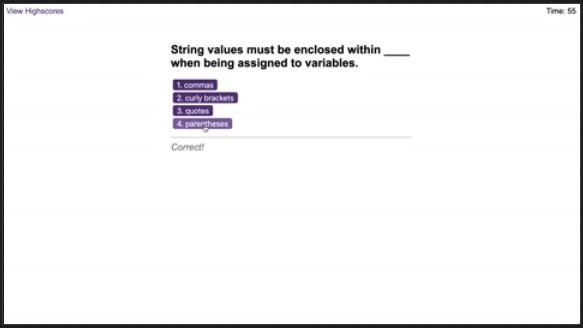 View Highscores
Time: 55
String values must be enclosed within ____
when being assigned to variables.
1. commas
2. curly brackets
3. quotes
4. parentheses
Correct!